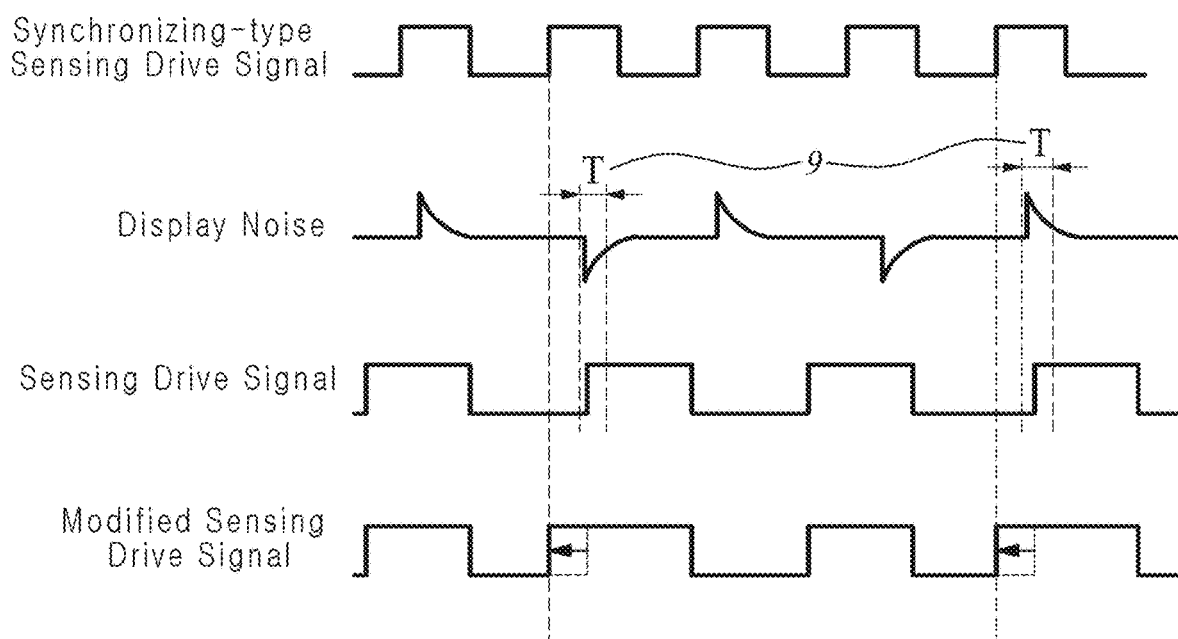 Synchronizing-type
Sensing Drive Signal
T
9
T
Display Noise
Sensing Drive Signal
Modified Sensing
Drive Signal